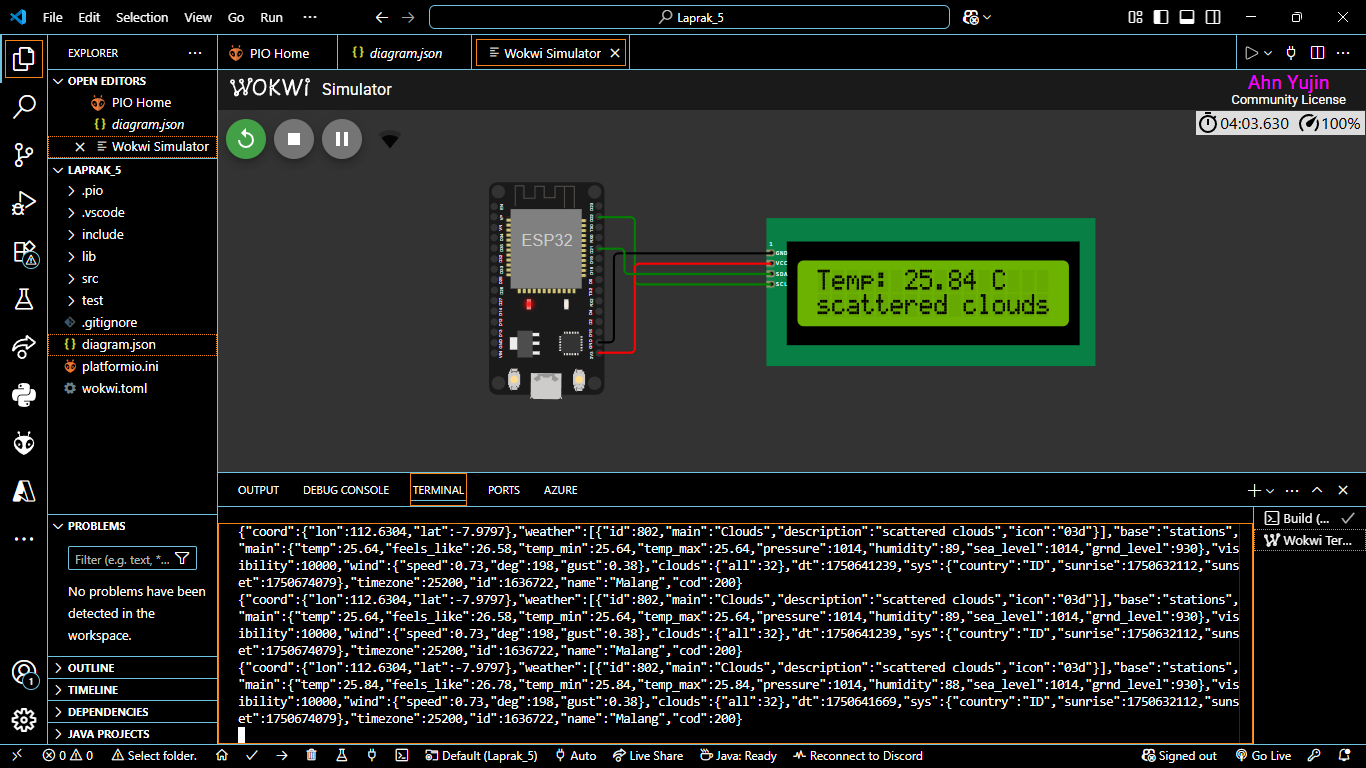 File Edit Selection View Go Run ··· Laprak_5
EXPLORER ···
PIO Home {} diagram.json Wokwi Simulator
OPEN EDITORS
PIO Home
{} diagram.json
Wokwi Simulator
LAPRAK_5
.pio
.vscode
include
lib
src
test
.gitignore
{} diagram.json
platformio.ini
wokwi.toml
PROBLEMS
Filter (e.g. text, *...
No problems have been
detected in the
workspace.
OUTLINE
TIMELINE
DEPENDENCIES
JAVA PROJECTS
1
WOKWi Simulator
Ahn Yujin
Community License
04:03.630 100%
ESP32
1
GND
VCC
SDA
SCL
Temp: 25.84 C
scattered clouds
OUTPUT DEBUG CONSOLE TERMINAL PORTS AZURE
{"coord":{"lon":112.6304,"lat":-7.9797},"weather":[{"id":802,"main":"Clouds","description":"scattered clouds","icon":"03d"}],"base":"stations",
"main":{"temp":25.64,"feels_like":26.58,"temp_min":25.64,"temp_max":25.64,"pressure":1014,"humidity":89,"sea_level":1014,"grnd_level":930},"vis
ibility":10000,"wind":{"speed":0.73,"deg":198,"gust":0.38},"clouds":{"all":32},"dt":1750641239,"sys":{"country":"ID","sunrise":1750632112,"suns
et":1750674079},"timezone":25200,"id":1636722,"name":"Malang","cod":200}
{"coord":{"lon":112.6304,"lat":-7.9797},"weather":[{"id":802,"main":"Clouds","description":"scattered clouds","icon":"03d"}],"base":"stations",
"main":{"temp":25.64,"feels_like":26.58,"temp_min":25.64,"temp_max":25.64,"pressure":1014,"humidity":89,"sea_level":1014,"grnd_level":930},"vis
ibility":10000,"wind":{"speed":0.73,"deg":198,"gust":0.38},"clouds":{"all":32},"dt":1750641239,"sys":{"country":"ID","sunrise":1750632112,"suns
et":1750674079},"timezone":25200,"id":1636722,"name":"Malang","cod":200}
{"coord":{"lon":112.6304,"lat":-7.9797},"weather":[{"id":802,"main":"Clouds","description":"scattered clouds","icon":"03d"}],"base":"stations",
"main":{"temp":25.84,"feels_like":26.78,"temp_min":25.84,"temp_max":25.84,"pressure":1014,"humidity":88,"sea_level":1014,"grnd_level":930},"vis
ibility":10000,"wind":{"speed":0.73,"deg":198,"gust":0.38},"clouds":{"all":32},"dt":1750641669,"sys":{"country":"ID","sunrise":1750632112,"suns
et":1750674079},"timezone":25200,"id":1636722,"name":"Malang","cod":200}
Build (...
Wokwi Ter...
0 0 Select folder. Default (Laprak_5) Auto Live Share Java: Ready Reconnect to Discord Signed out Go Live